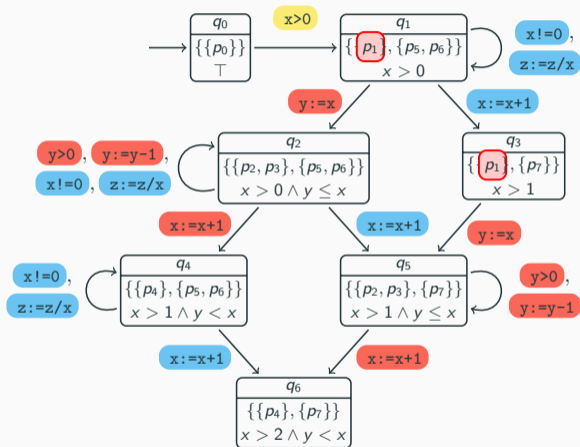 q0
{{p0}}
⊤
x>0
q1
{{p1}, {p5, p6}}
x > 0
x!=0,
z:=z/x
y:=x
x:=x+1
y>0, y:=y-1,
x!=0, z:=z/x
q2
{{p2, p3}, {p5, p6}}
x > 0 ∧ y ≤ x
q3
{{p1}, {p7}}
x > 1
x:=x+1
x:=x+1
y:=x
x!=0,
z:=z/x
q4
{{p4}, {p5, p6}}
x > 1 ∧ y < x
q5
{{p2, p3}, {p7}}
x > 1 ∧ y ≤ x
y>0,
y:=y-1
x:=x+1
x:=x+1
q6
{{p4}, {p7}}
x > 2 ∧ y < x